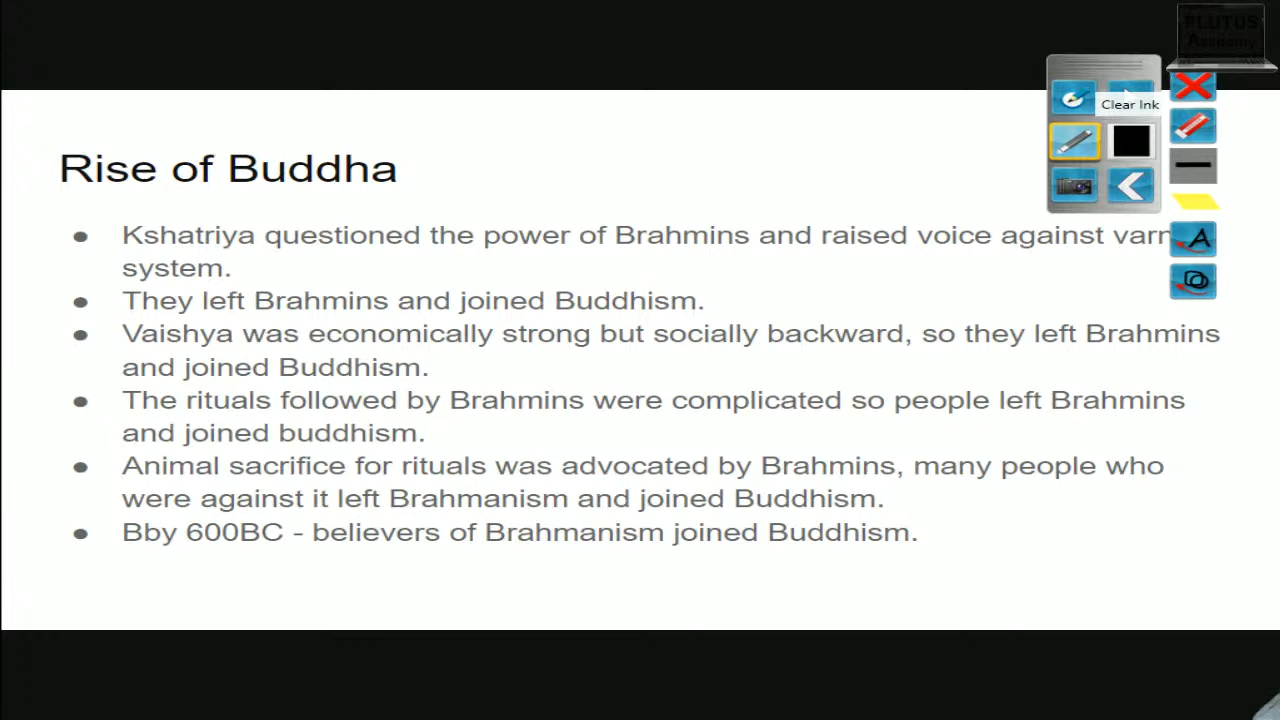 PLUTUS
Academy
Clear Ink
Rise of Buddha
● Kshatriya questioned the power of Brahmins and raised voice against varn
system.
● They left Brahmins and joined Buddhism.
● Vaishya was economically strong but socially backward, so they left Brahmins
and joined Buddhism.
● The rituals followed by Brahmins were complicated so people left Brahmins
and joined buddhism.
● Animal sacrifice for rituals was advocated by Brahmins, many people who
were against it left Brahmanism and joined Buddhism.
● Bby 600BC - believers of Brahmanism joined Buddhism.